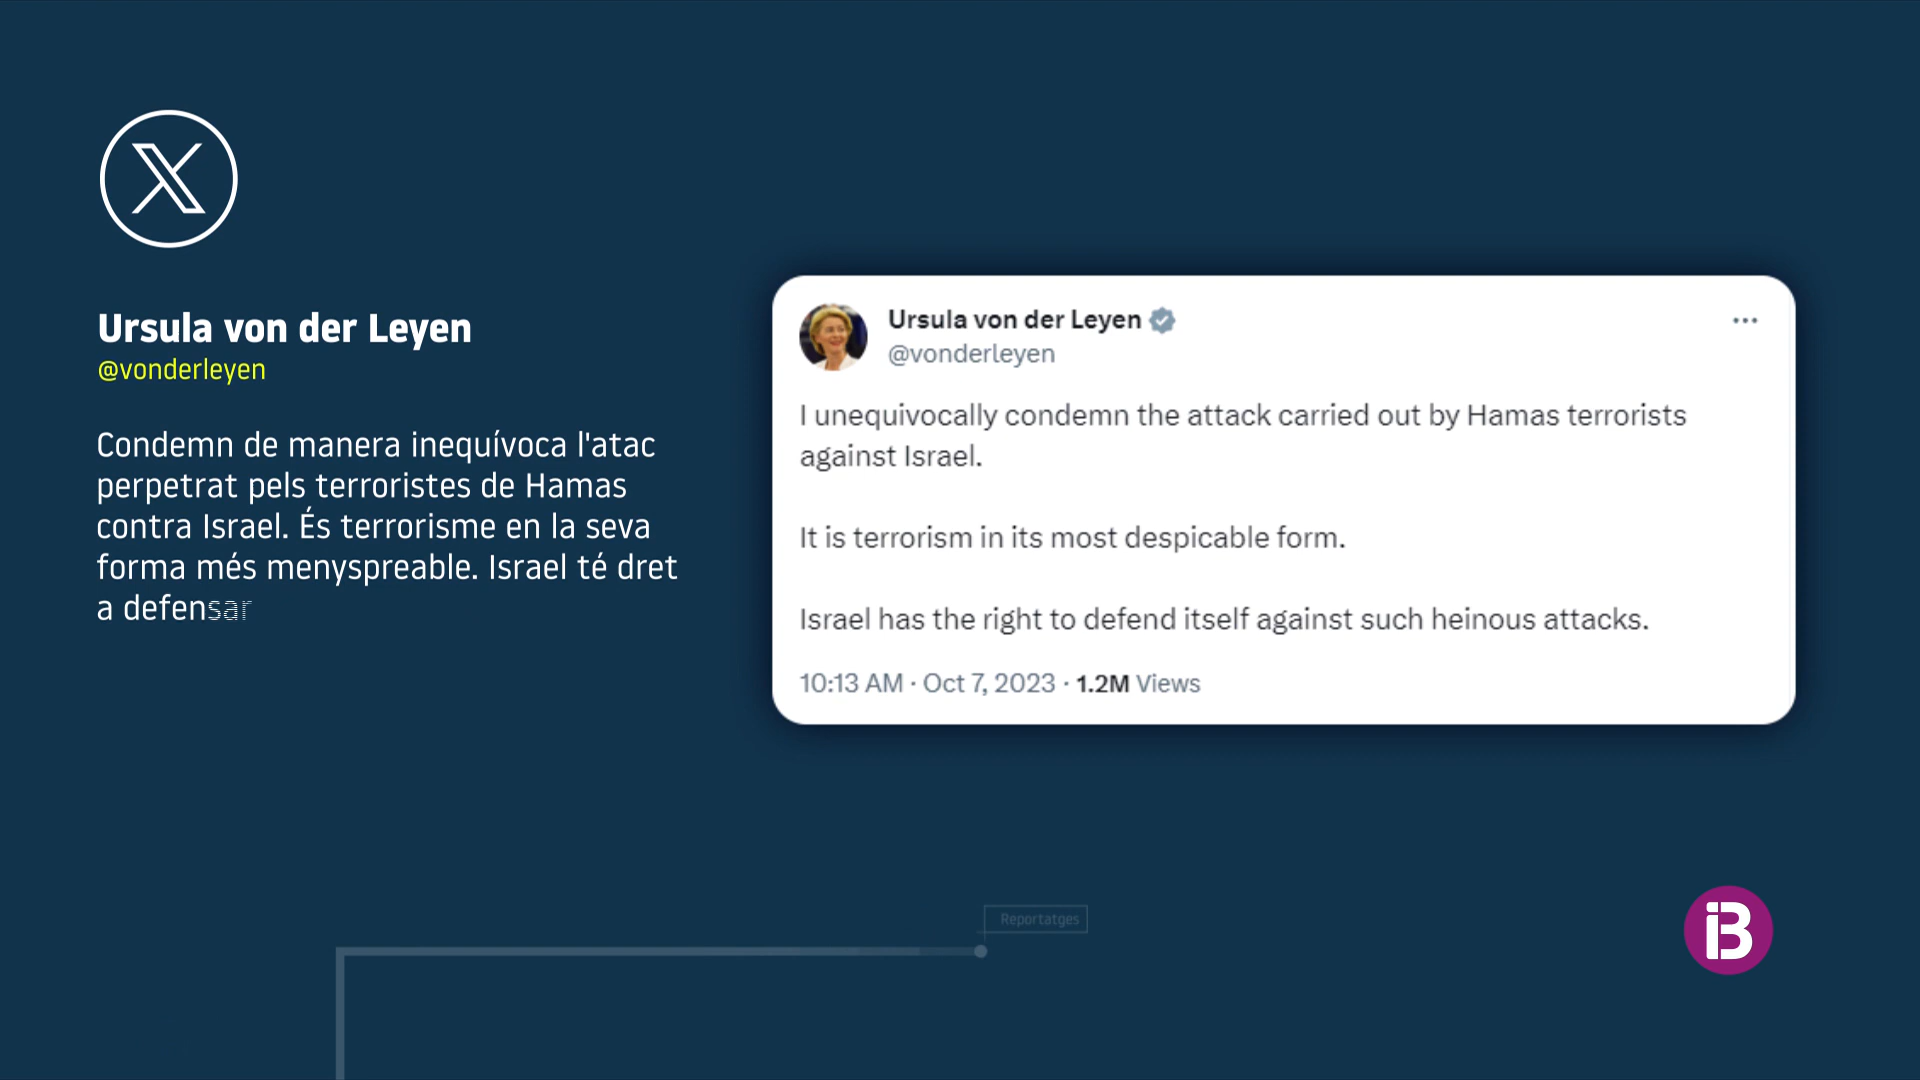 Ursula von der Leyen
@vonderleyen
Condemn de manera inequívoca l'atac
perpetrat pels terroristes de Hamas
contra Israel. És terrorisme en la seva
forma més menyspreable. Israel té dret
a defensar
Ursula von der Leyen
@vonderleyen
I unequivocally condemn the attack carried out by Hamas terrorists
against Israel.
It is terrorism in its most despicable form.
Israel has the right to defend itself against such heinous attacks.
10:13 AM · Oct 7, 2023 · 1.2M Views
Reportatges
iB